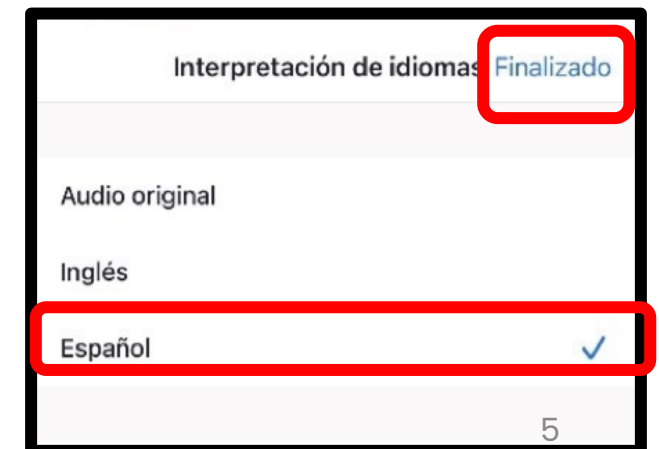 Interpretación de idiomas Finalizado
Audio original
Inglés
Español
5